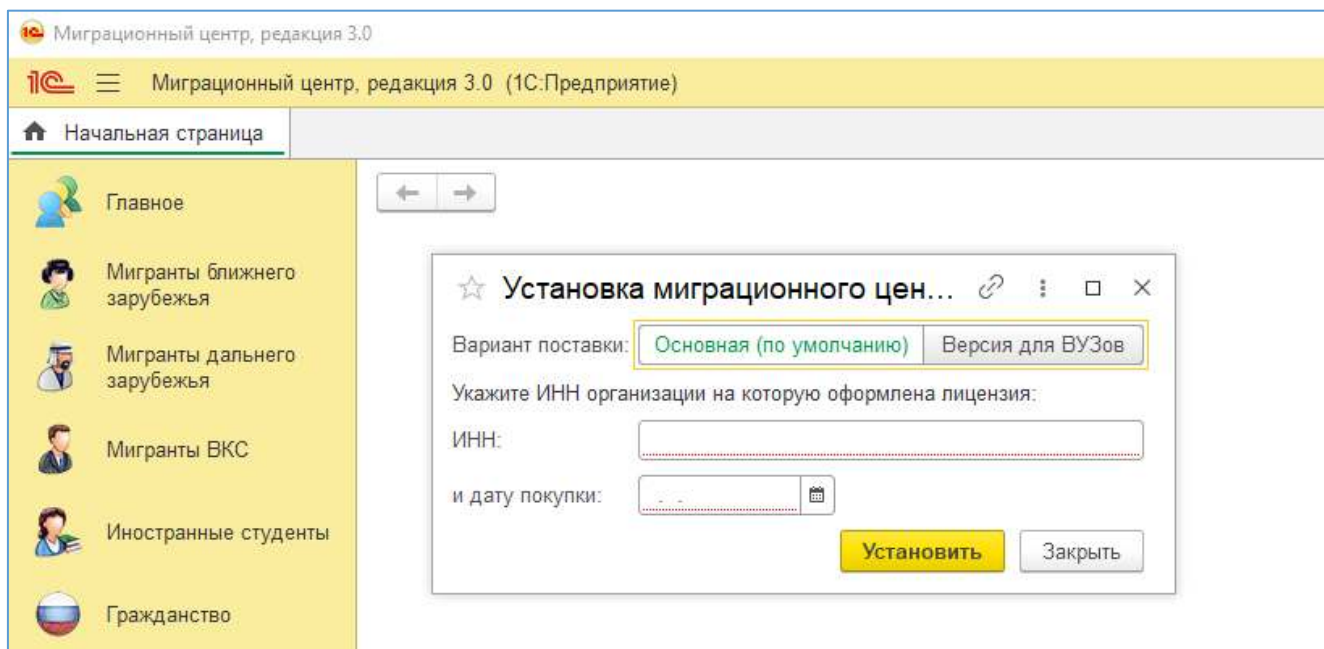 Миграционный центр, редакция 3.0
1С Миграционный центр, редакция 3.0 (1С:Предприятие)
Начальная страница
Главное
Мигранты ближнего
зарубежья
Мигранты дальнего
зарубежья
Мигранты ВКС
Иностранные студенты
Гражданство
Установка миграционного цен...
Вариант поставки: Основная (по умолчанию) Версия для ВУЗов
Укажите ИНН организации на которую оформлена лицензия:
ИНН:
и дату покупки: . .
Установить Закрыть